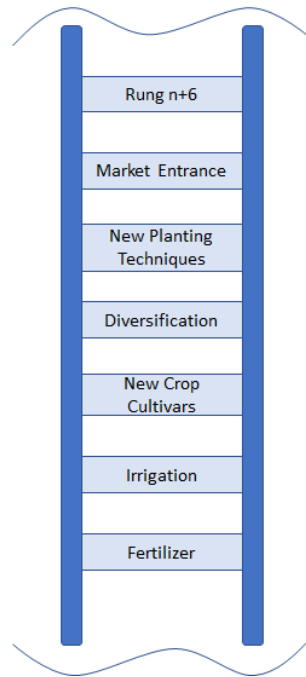 Rung n+6
Market Entrance
New Planting
Techniques
Diversification
New Crop
Cultivars
Irrigation
Fertilizer